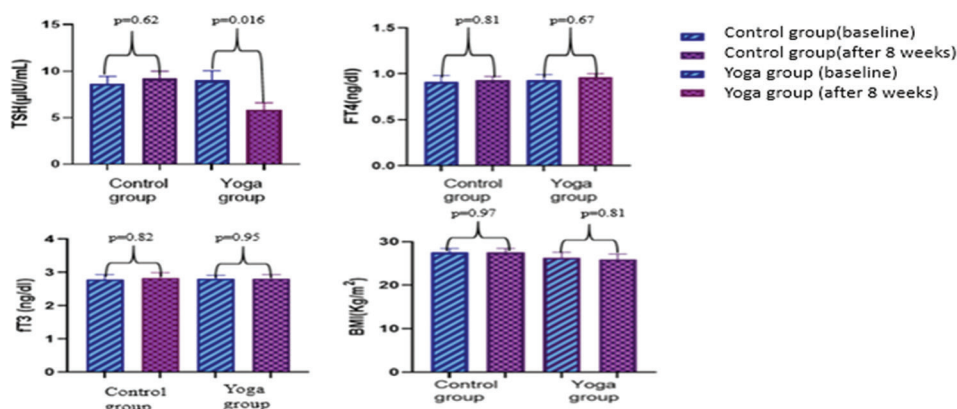 p=0.62
p=0.016
15
10
5
0
TSH(µIU/mL)
Control
group
Yoga
group
p=0.81
p=0.67
1.5
1.0
0.5
0.0
FT4(ng/dl)
Control
group
Yoga
group
Control group(baseline)
Control group(after 8 weeks)
Yoga group (baseline)
Yoga group (after 8 weeks)
p=0.82
p=0.95
4
3
2
1
0
fT3 (ng/dl)
Control
group
Yoga
group
p=0.97
p=0.81
30
20
10
0
BMI(Kg/m²)
Control
group
Yoga
group